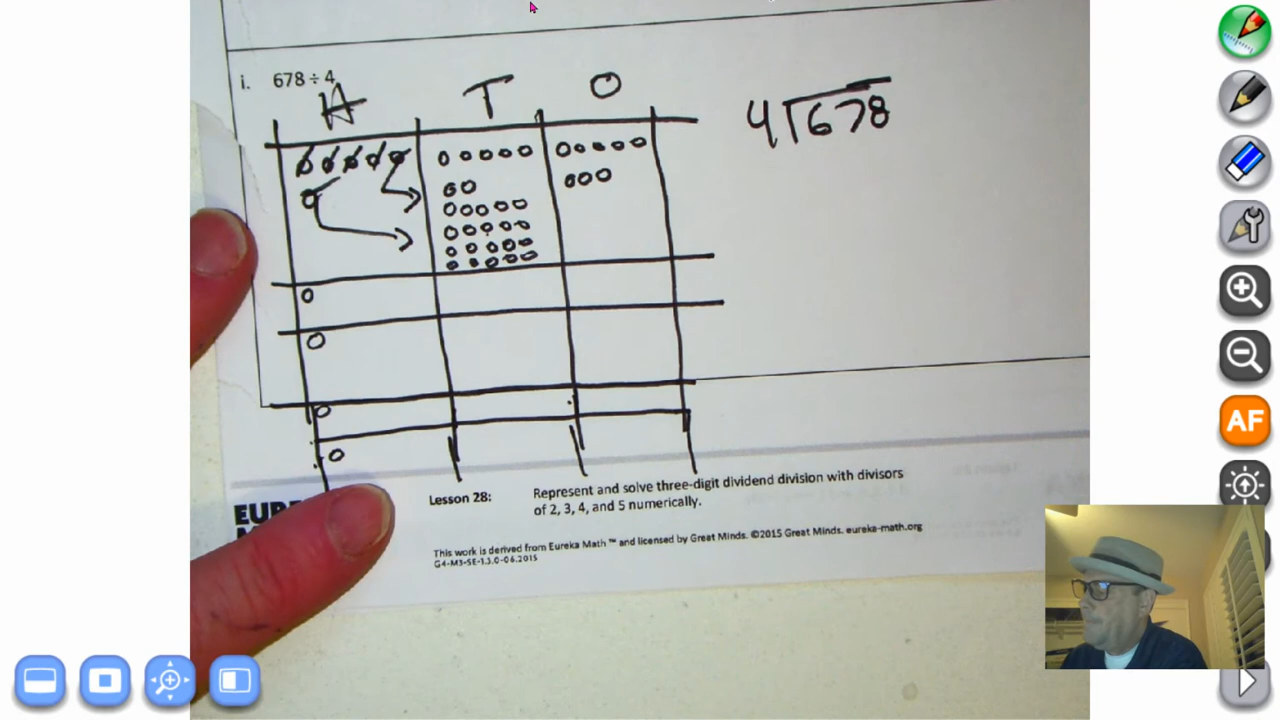 i. 678 ÷ 4
H T O
4 678
EUREKA
Lesson 28: Represent and solve three-digit dividend division with divisors
of 2, 3, 4, and 5 numerically.
This work is derived from Eureka Math ™ and licensed by Great Minds. ©2015 Great Minds. eureka-math.org
G4-M3-SE-1.3.0-06.2015
AF